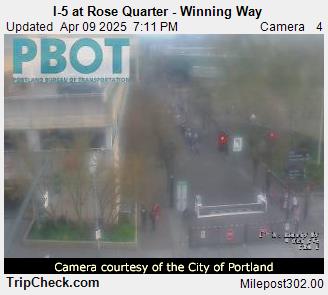 I-5 at Rose Quarter - Winning Way
Updated Apr 09 2025 7:11 PM Camera 4
PBOT
PORTLAND BUREAU OF TRANSPORTATION
Camera courtesy of the City of Portland
TripCheck.com Milepost302.00